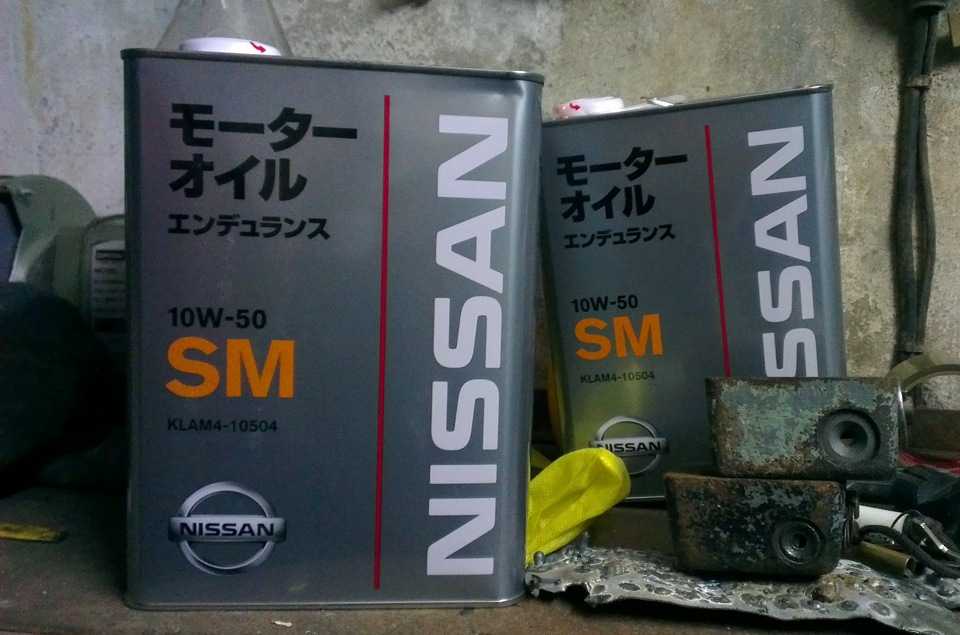 モーター
オイル
エンデュランス
10W-50
SM
KLAM4-10504
NISSAN
NISSAN
モーター
オイル
エンデュランス
10W-50
SM
KLAM4-10504
NISSAN
NISSAN